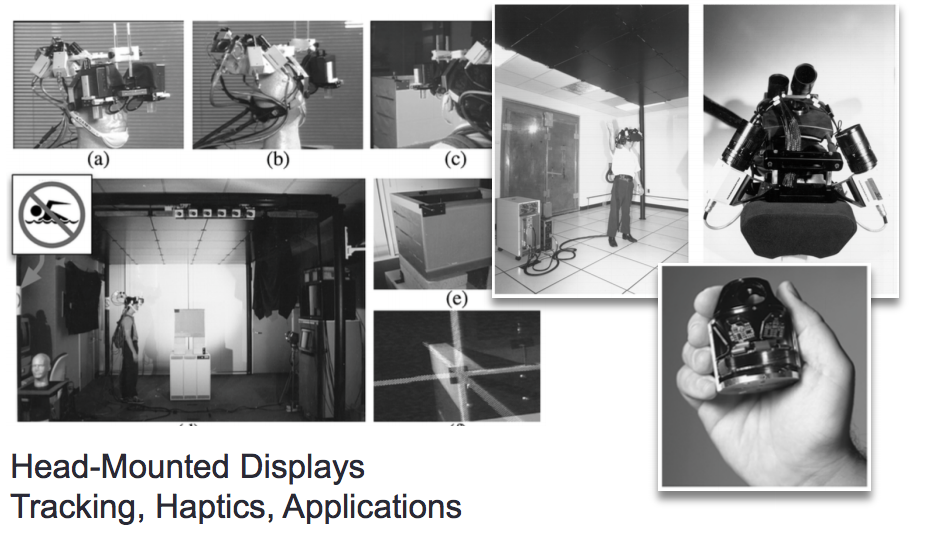 (a)
(b)
(c)
(e)
Head-Mounted Displays
Tracking, Haptics, Applications